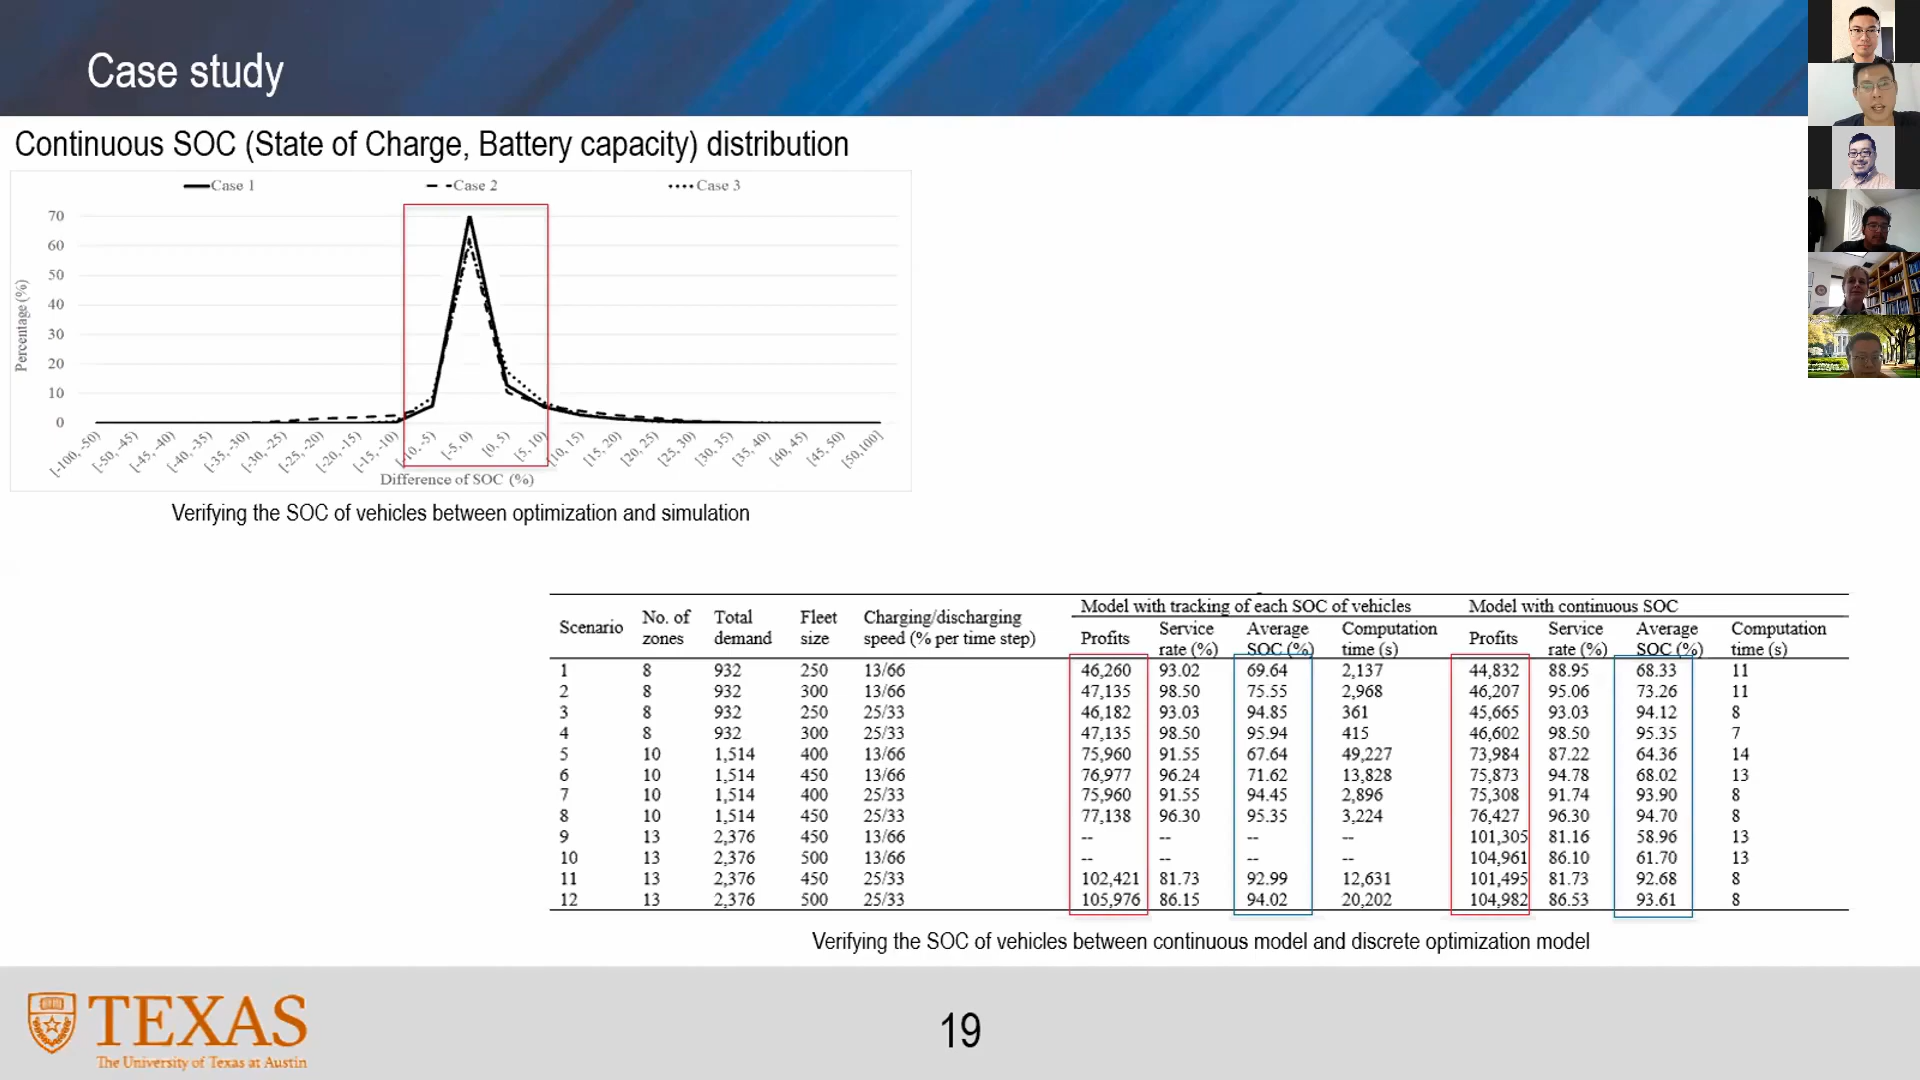 Case study
Continuous SOC (State of Charge, Battery capacity) distribution
Case 1 Case 2 Case 3
70
60
50
40
30
20
10
0
Percentage (%)
[-100, -50) [-50, -45) [-45, -40) [-40, -35) [-35, -30) [-30, -25) [-25, -20) [-20, -15) [-15, -10) [-10, -5) [-5, 0) [0, 5) [5, 10) [10, 15) [15, 20) [20, 25) [25, 30) [30, 35) [35, 40) [40, 45) [45, 50) [50,100]
Difference of SOC (%)
Verifying the SOC of vehicles between optimization and simulation
Model with tracking of each SOC of vehicles Model with continuous SOC
Scenario No. of zones Total demand Fleet size Charging/discharging speed (% per time step) Profits Service rate (%) Average SOC (%) Computation time (s) Profits Service rate (%) Average SOC (%) Computation time (s)
1 8 932 250 13/66 46,260 93.02 69.64 2,137 44,832 88.95 68.33 11
2 8 932 300 13/66 47,135 98.50 75.55 2,968 46,207 95.06 73.26 11
3 8 932 250 25/33 46,182 93.03 94.85 361 45,665 93.03 94.12 8
4 8 932 300 25/33 47,135 98.50 95.94 415 46,602 98.50 95.35 7
5 10 1,514 400 13/66 75,960 91.55 67.64 49,227 73,984 87.22 64.36 14
6 10 1,514 450 13/66 76,977 96.24 71.62 13,828 75,873 94.78 68.02 13
7 10 1,514 400 25/33 75,960 91.55 94.45 2,896 75,308 91.74 93.90 8
8 10 1,514 450 25/33 77,138 96.30 95.35 3,224 76,427 96.30 94.70 8
9 13 2,376 450 13/66 -- -- -- -- 101,305 81.16 58.96 13
10 13 2,376 500 13/66 -- -- -- -- 104,961 86.10 61.70 13
11 13 2,376 450 25/33 102,421 81.73 92.99 12,631 101,495 81.73 92.68 8
12 13 2,376 500 25/33 105,976 86.15 94.02 20,202 104,982 86.53 93.61 8
Verifying the SOC of vehicles between continuous model and discrete optimization model
TEXAS
The University of Texas at Austin
19